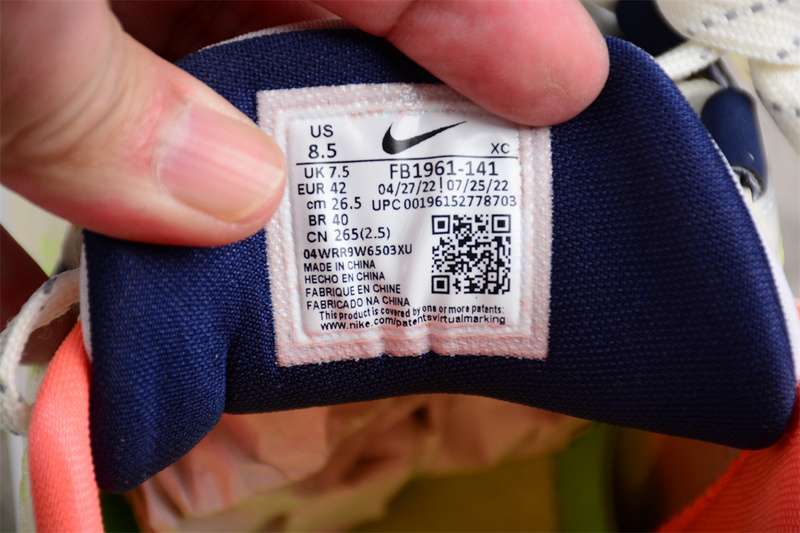 US
8.5 XC
UK 7.5 FB1961-141
EUR 42 04/27/22 | 07/25/22
cm 26.5 UPC 00196152778703
BR 40
CN 265(2.5)
04WRR9W6503XU
MADE IN CHINA
HECHO EN CHINA
FABRIQUE EN CHINE
FABRICADO NA CHINA
This product is covered by one or more patents:
www.nike.com/patentsvirtualmarking